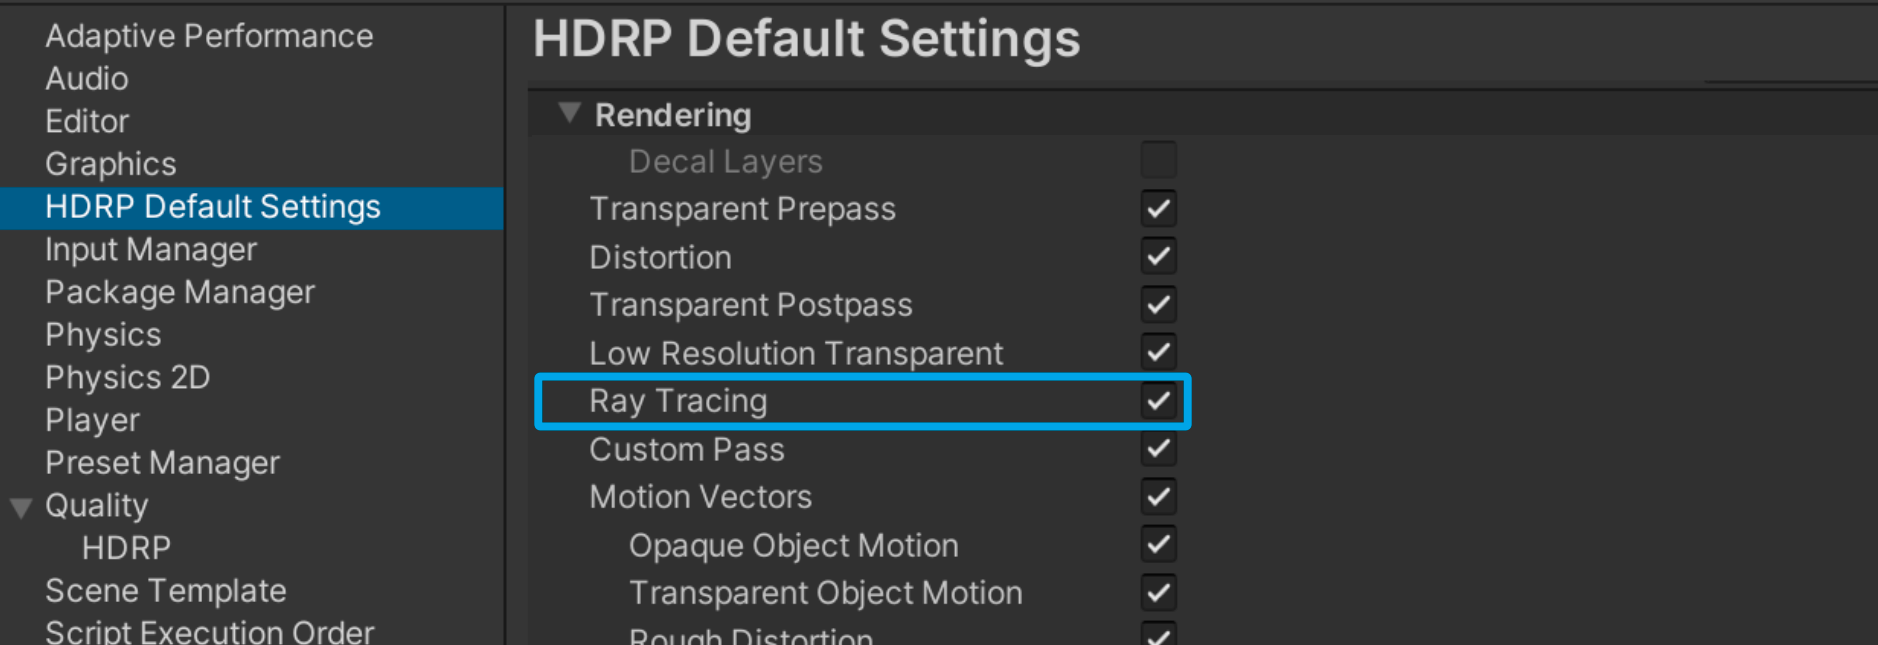 Adaptive Performance
Audio
Editor
Graphics
HDRP Default Settings
Input Manager
Package Manager
Physics
Physics 2D
Player
Preset Manager
Quality
HDRP
Scene Template
Script Execution Order
HDRP Default Settings
Rendering
Decal Layers
Transparent Prepass
Distortion
Transparent Postpass
Low Resolution Transparent
Ray Tracing
Custom Pass
Motion Vectors
Opaque Object Motion
Transparent Object Motion
Rough Distortion